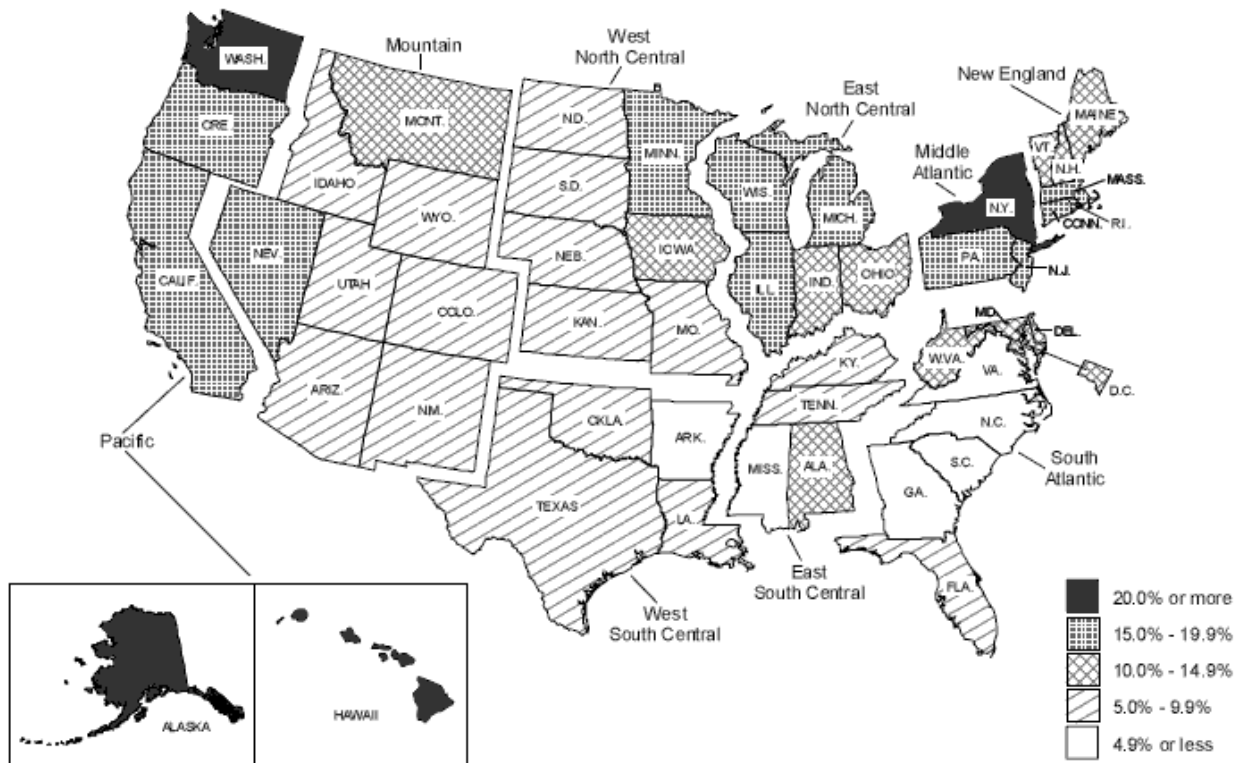 WASH.
Mountain
West
North Central
New England
East
North Central
MONT.
N.D.
MAINE
ORE.
MINN.
VT.
Middle
Atlantic
N.H.
MASS.
IDAHO
S.D.
WIS.
MICH.
N.Y.
CONN.
R.I.
WYO.
NEV.
NEB.
IOWA
PA.
N.J.
CALIF.
UTAH
COLO.
ILL.
IND.
OHIO
KAN.
MO.
MD.
DEL.
W.VA.
VA.
KY.
D.C.
ARIZ.
N.M.
OKLA.
TENN.
N.C.
Pacific
ARK.
MISS.
ALA.
S.C.
South
Atlantic
GA.
TEXAS
LA.
East
South Central
FLA.
West
South Central
ALASKA
HAWAII
20.0% or more
15.0% - 19.9%
10.0% - 14.9%
5.0% - 9.9%
4.9% or less